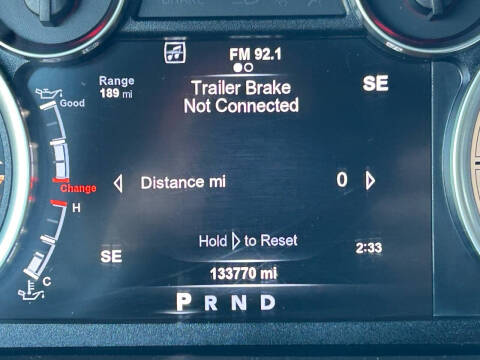 FM 92.1
Range
189 mi
Trailer Brake
Not Connected
SE
Good
Change
H
Distance mi 0
Hold to Reset
SE
2:33
C
133770 mi
P R N D